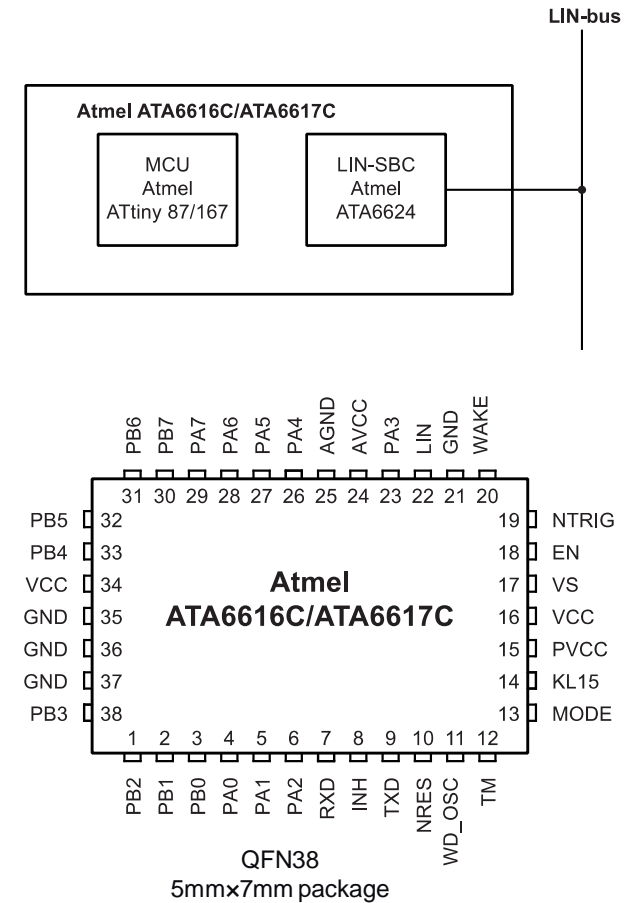 LIN-bus
Atmel ATA6616C/ATA6617C
MCU
Atmel
ATtiny 87/167
LIN-SBC
Atmel
ATA6624
PB6 PB7 PA7 PA6 PA5 PA4 AGND AVCC PA3 LIN GND WAKE
31 30 29 28 27 26 25 24 23 22 21 20
PB5 32 19 NTRIG
PB4 33 18 EN
VCC 34 17 VS
GND 35 16 VCC
GND 36 15 PVCC
GND 37 14 KL15
PB3 38 13 MODE
Atmel
ATA6616C/ATA6617C
1 2 3 4 5 6 7 8 9 10 11 12
PB2 PB1 PB0 PA0 PA1 PA2 RXD INH TXD NRES WD_OSC TM
QFN38
5mm×7mm package